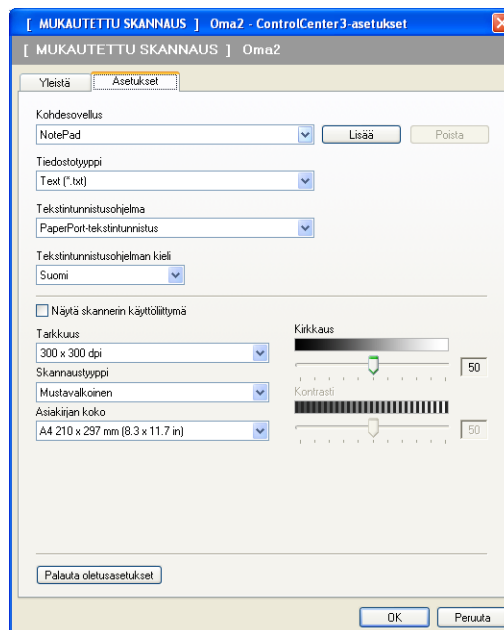 [ MUKAUTETTU SKANNAUS ] Oma2 - ControlCenter3-asetukset
[ MUKAUTETTU SKANNAUS ] Oma2
Yleistä Asetukset
Kohdesovellus
NotePad Lisää Poista
Tiedostotyyppi
Text (*.txt)
Tekstintunnistusohjelma
PaperPort-tekstintunnistus
Tekstintunnistusohjelman kieli
Suomi
Näytä skannerin käyttöliittymä
Tarkkuus Kirkkaus
300 x 300 dpi 50
Skannaustyyppi
Mustavalkoinen Kontrasti
Asiakirjan koko
A4 210 x 297 mm (8.3 x 11.7 in) 50
Palauta oletusasetukset
OK Peruuta